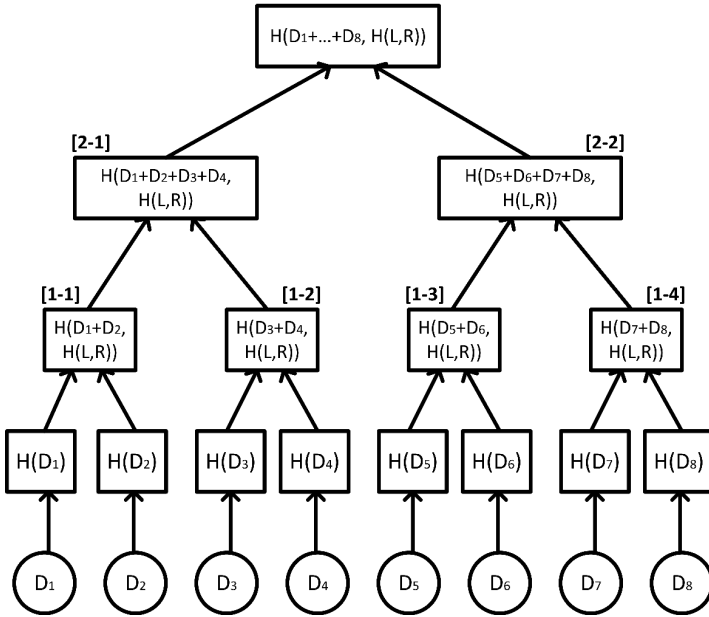 H(D₁+...+D₈, H(L,R))
[2-1]
[2-2]
H(D₁+D₂+D₃+D₄,
H(L,R))
H(D₅+D₆+D₇+D₈,
H(L,R))
[1-1]
[1-2]
[1-3]
[1-4]
H(D₁+D₂,
H(L,R))
H(D₃+D₄,
H(L,R))
H(D₅+D₆,
H(L,R))
H(D₇+D₈,
H(L,R))
H(D₁)
H(D₂)
H(D₃)
H(D₄)
H(D₅)
H(D₆)
H(D₇)
H(D₈)
D₁
D₂
D₃
D₄
D₅
D₆
D₇
D₈